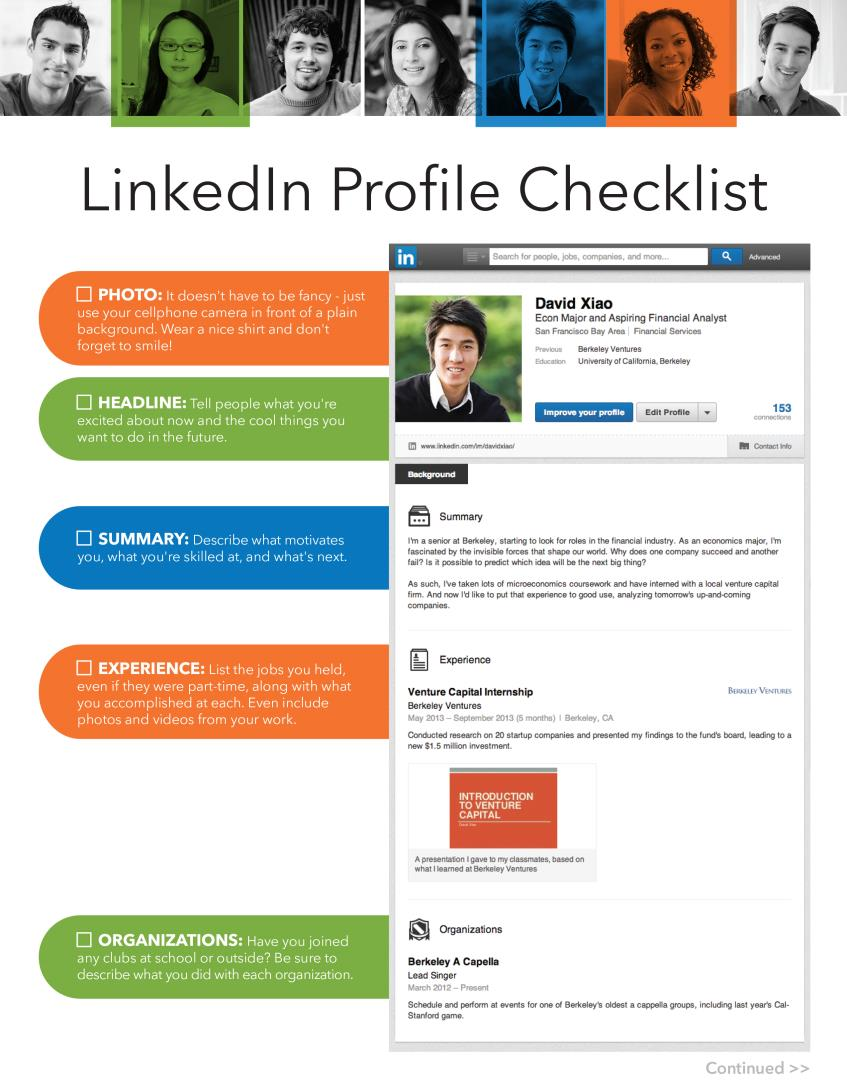 LinkedIn Profile Checklist
PHOTO: It doesn't have to be fancy - just
use your cellphone camera in front of a plain
background. Wear a nice shirt and don't
forget to smile!
HEADLINE: Tell people what you're
excited about now and the cool things you
want to do in the future.
SUMMARY: Describe what motivates
you, what you're skilled at, and what's next.
EXPERIENCE: List the jobs you held,
even if they were part-time, along with what
you accomplished at each. Even include
photos and videos from your work.
ORGANIZATIONS: Have you joined
any clubs at school or outside? Be sure to
describe what you did with each organization.
in
Search for people, jobs, companies, and more...
Advanced
David Xiao
Econ Major and Aspiring Financial Analyst
San Francisco Bay Area | Financial Services
Previous Berkeley Ventures
Education University of California, Berkeley
Improve your profile
Edit Profile
153
connections
in www.linkedin.com/im/davidxiao/
Contact Info
Background
Summary
I'm a senior at Berkeley, starting to look for roles in the financial industry. As an economics major, I'm
fascinated by the invisible forces that shape our world. Why does one company succeed and another
fail? Is it possible to predict which idea will be the next big thing?
As such, I've taken lots of microeconomics coursework and have interned with a local venture capital
firm. And now I'd like to put that experience to good use, analyzing tomorrow's up-and-coming
companies.
Experience
Venture Capital Internship
BERKELEY VENTURES
Berkeley Ventures
May 2013 – September 2013 (5 months) | Berkeley, CA
Conducted research on 20 startup companies and presented my findings to the fund's board, leading to a
new $1.5 million investment.
INTRODUCTION
TO VENTURE
CAPITAL
David Xiao
A presentation I gave to my classmates, based on
what I learned at Berkeley Ventures
Organizations
Berkeley A Capella
Lead Singer
March 2012 – Present
Schedule and perform at events for one of Berkeley's oldest a cappella groups, including last year's Cal-
Stanford game.
Continued >>